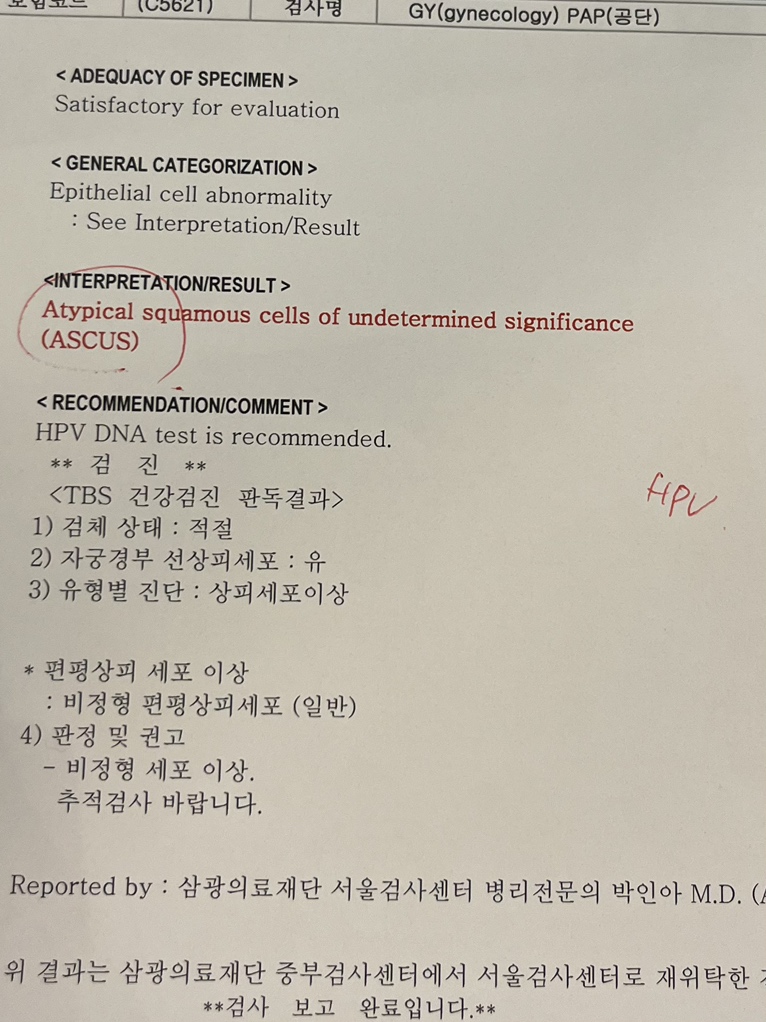 (C5621) 검사명 GY(gynecology) PAP(공단)
< ADEQUACY OF SPECIMEN >
Satisfactory for evaluation
< GENERAL CATEGORIZATION >
Epithelial cell abnormality
: See Interpretation/Result
<INTERPRETATION/RESULT >
Atypical squamous cells of undetermined significance
(ASCUS)
< RECOMMENDATION/COMMENT >
HPV DNA test is recommended.
** 검 진 **
<TBS 건강검진 판독결과>
HPV
1) 검체 상태 : 적절
2) 자궁경부 선상피세포 : 유
3) 유형별 진단 : 상피세포이상
* 편평상피 세포 이상
: 비정형 편평상피세포 (일반)
4) 판정 및 권고
- 비정형 세포 이상.
추적검사 바랍니다.
Reported by : 삼광의료재단 서울검사센터 병리전문의 박인아 M.D. (A
위 결과는 삼광의료재단 중부검사센터에서 서울검사센터로 재위탁한
**검사 보고 완료입니다.**